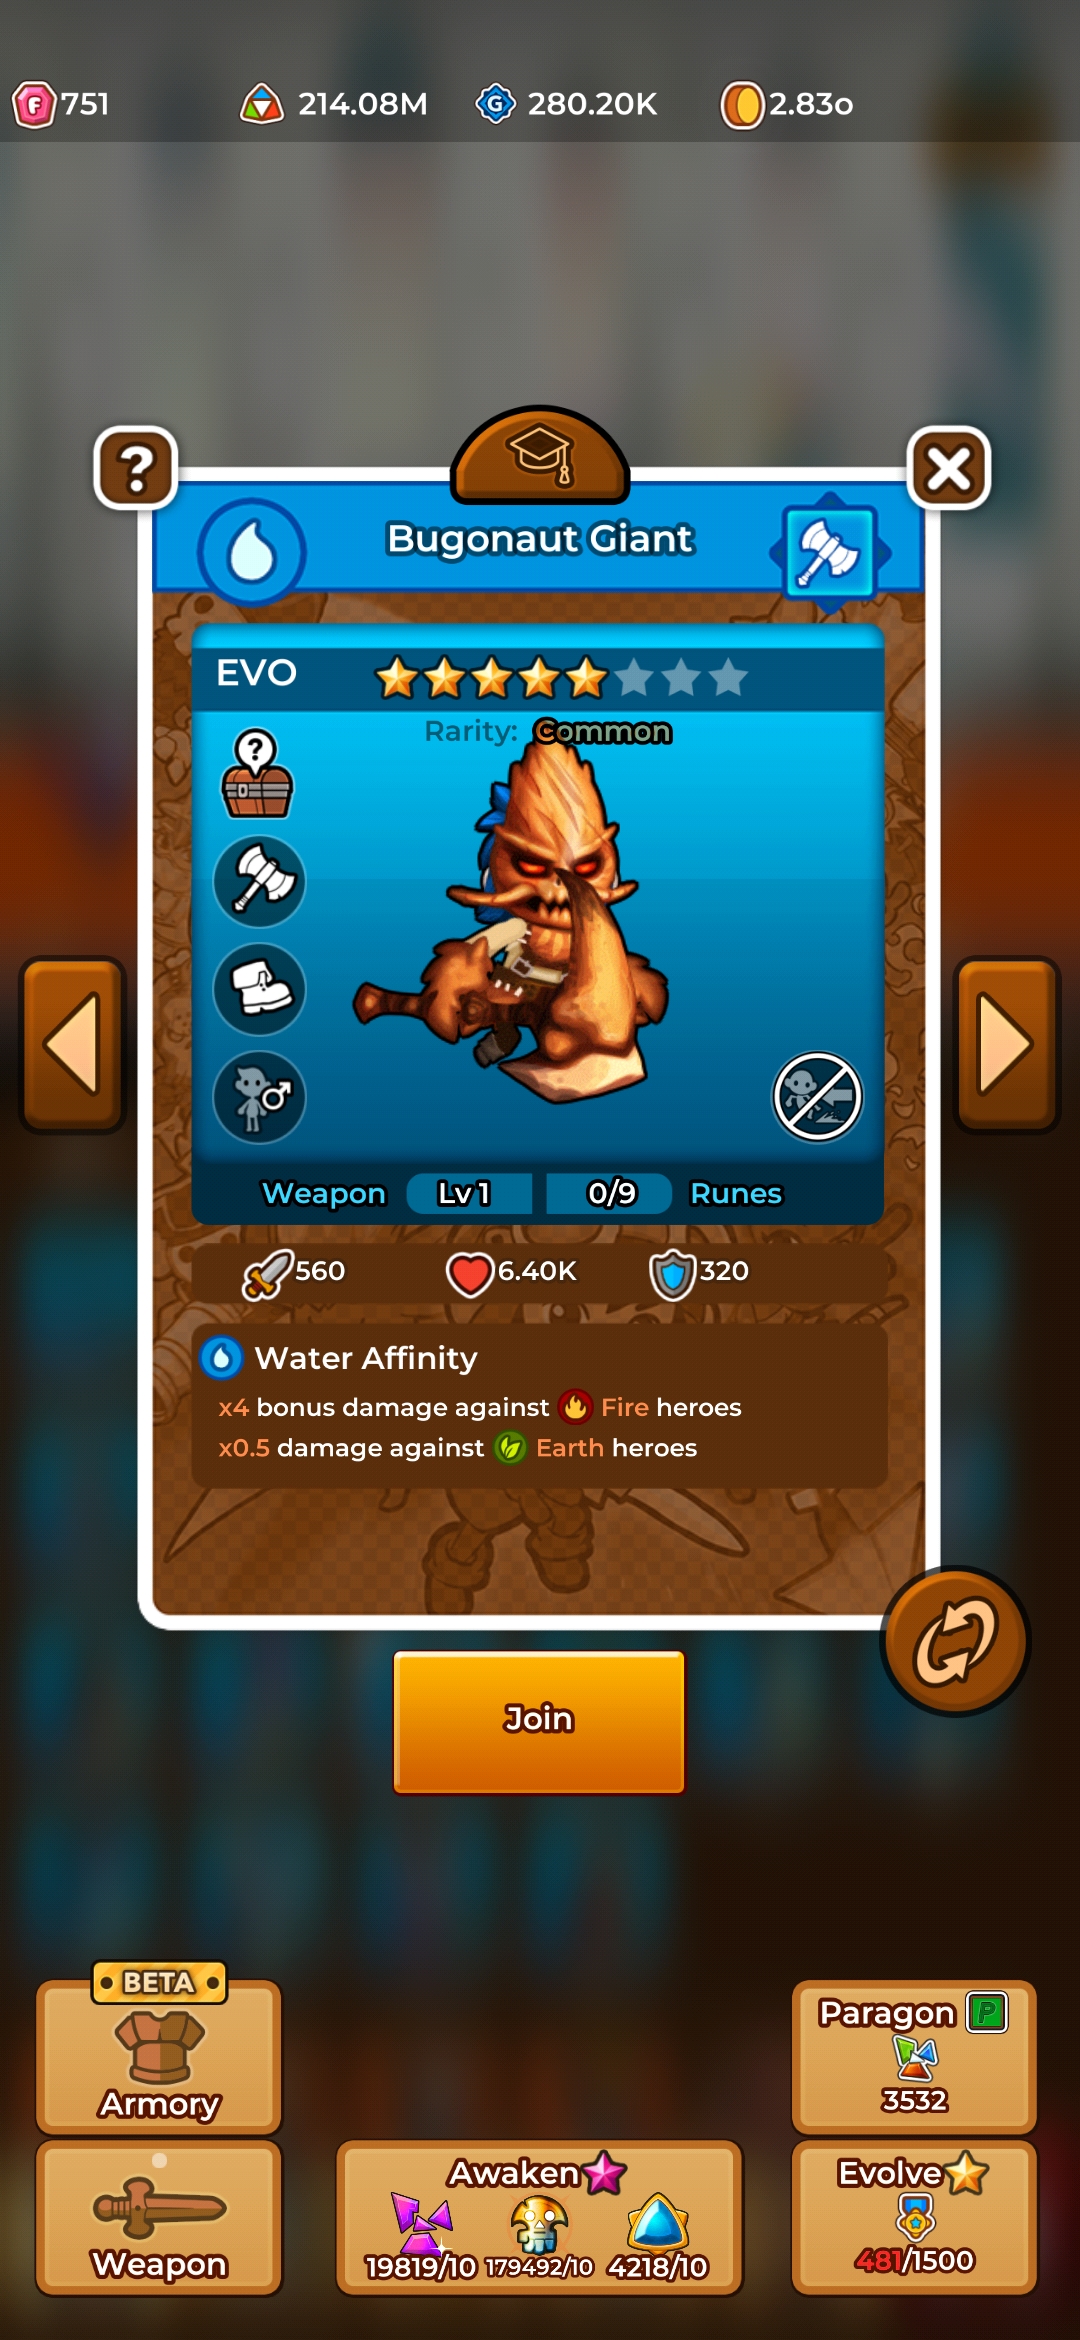 751 214.08M 280.20K 2.83o
?
Bugonaut Giant
EVO
Rarity: Common
?
Weapon Lv 1 0/9 Runes
560 6.40K 320
Water Affinity
x4 bonus damage against Fire heroes
x0.5 damage against Earth heroes
Join
BETA
Armory
Paragon P
3532
Weapon
Awaken
19819/10 179492/10 4218/10
Evolve
481/1500